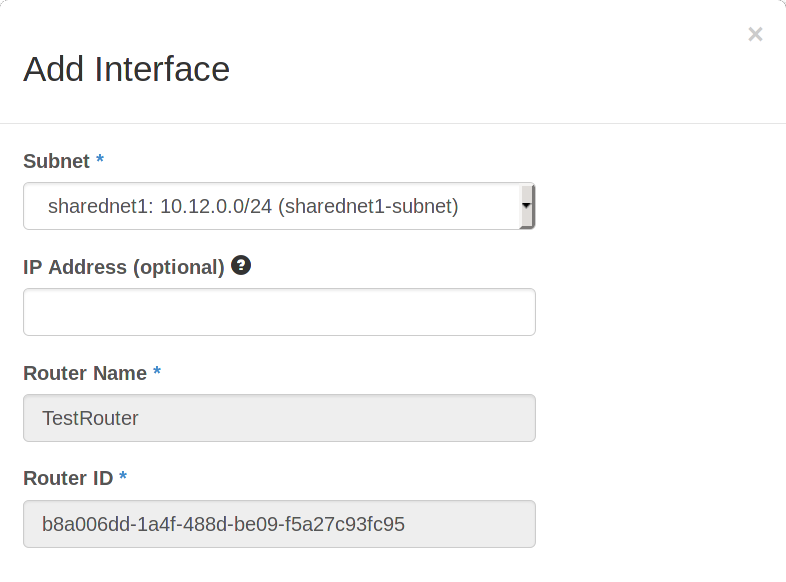 ×
Add Interface
Subnet *
sharednet1: 10.12.0.0/24 (sharednet1-subnet)
IP Address (optional) ?
Router Name *
TestRouter
Router ID *
b8a006dd-1a4f-488d-be09-f5a27c93fc95